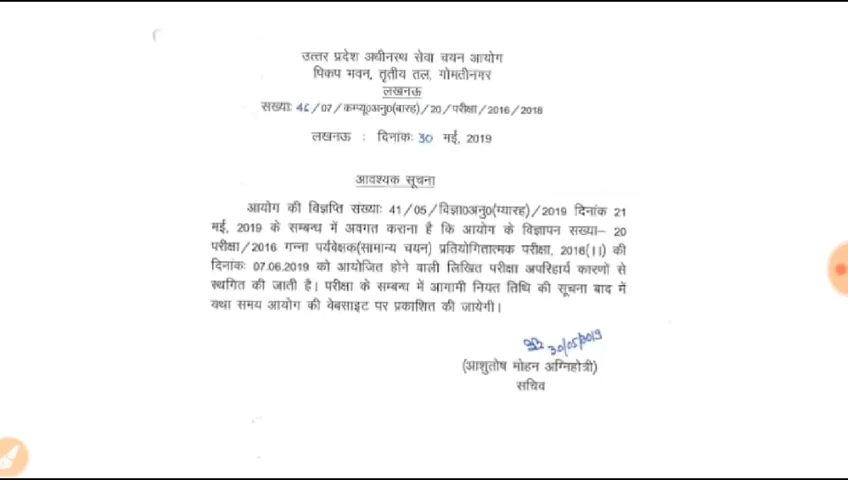 उत्तर प्रदेश अधीनस्थ सेवा चयन आयोग
पिकप भवन, तृतीय तल, गोमतीनगर
लखनऊ
सख्याः 46/07/कम्प्यू0अनु0(बारह)/20/परीक्षा/2016/2018
लखनऊ : दिनांकः 30 मई, 2019
आवश्यक सूचना
आयोग की विज्ञप्ति संख्याः 41/05/विज्ञा0अनु0(ग्यारह)/2019 दिनांक 21
मई, 2019 के सम्बन्ध में अवगत कराना है कि आयोग के विज्ञापन सख्या– 20
परीक्षा/2016 गन्ना पर्यवेक्षक(सामान्य चयन) प्रतियोगितात्मक परीक्षा, 2016(।।) की
दिनांकः 07.06.2019 को आयोजित होने वाली लिखित परीक्षा अपरिहार्य कारणों से
स्थगित की जाती है। परीक्षा के सम्बन्ध में आगामी नियत तिथि की सूचना बाद में
यथा समय आयोग की वेबसाइट पर प्रकाशित की जायेगी।
30/05/2019
(आशुतोष मोहन अग्निहोत्री)
सचिव